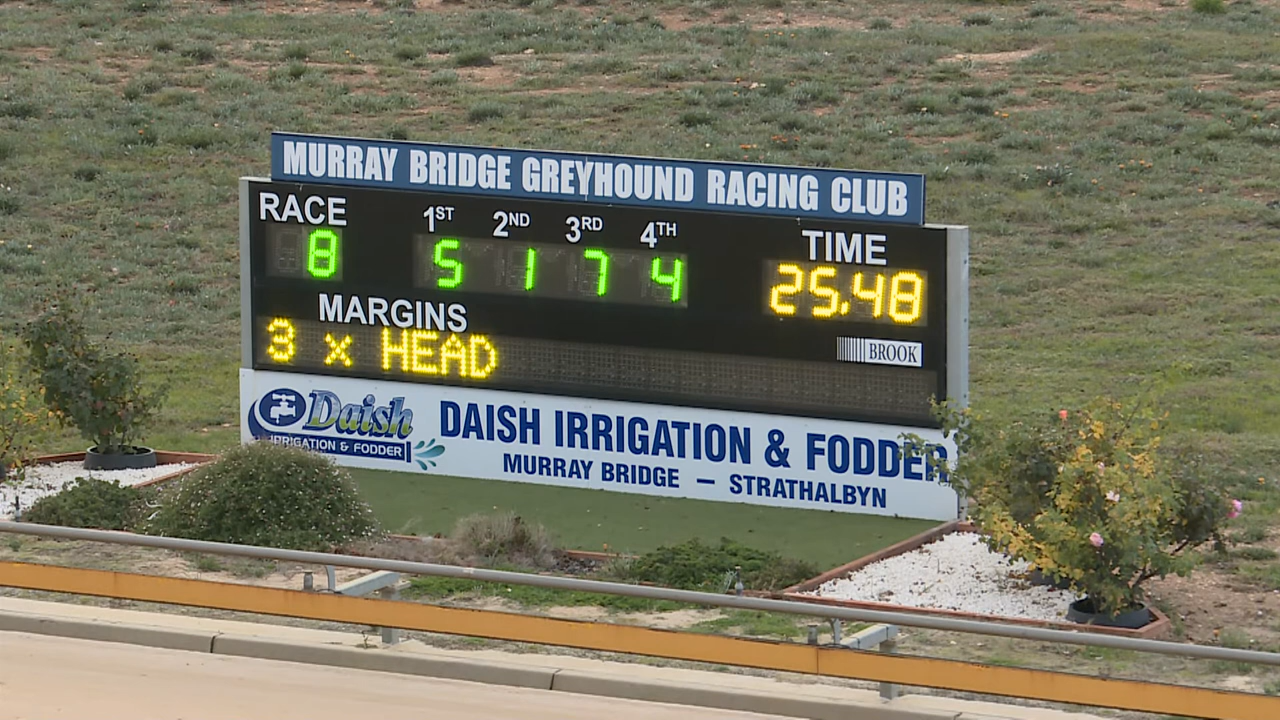 MURRAY BRIDGE GREYHOUND RACING CLUB
RACE 1ST 2ND 3RD 4TH TIME
8 5 1 7 4 25.48
MARGINS
3 x HEAD
BROOK
Daish
IRRIGATION & FODDER
DAISH IRRIGATION & FODDER
MURRAY BRIDGE – STRATHALBYN